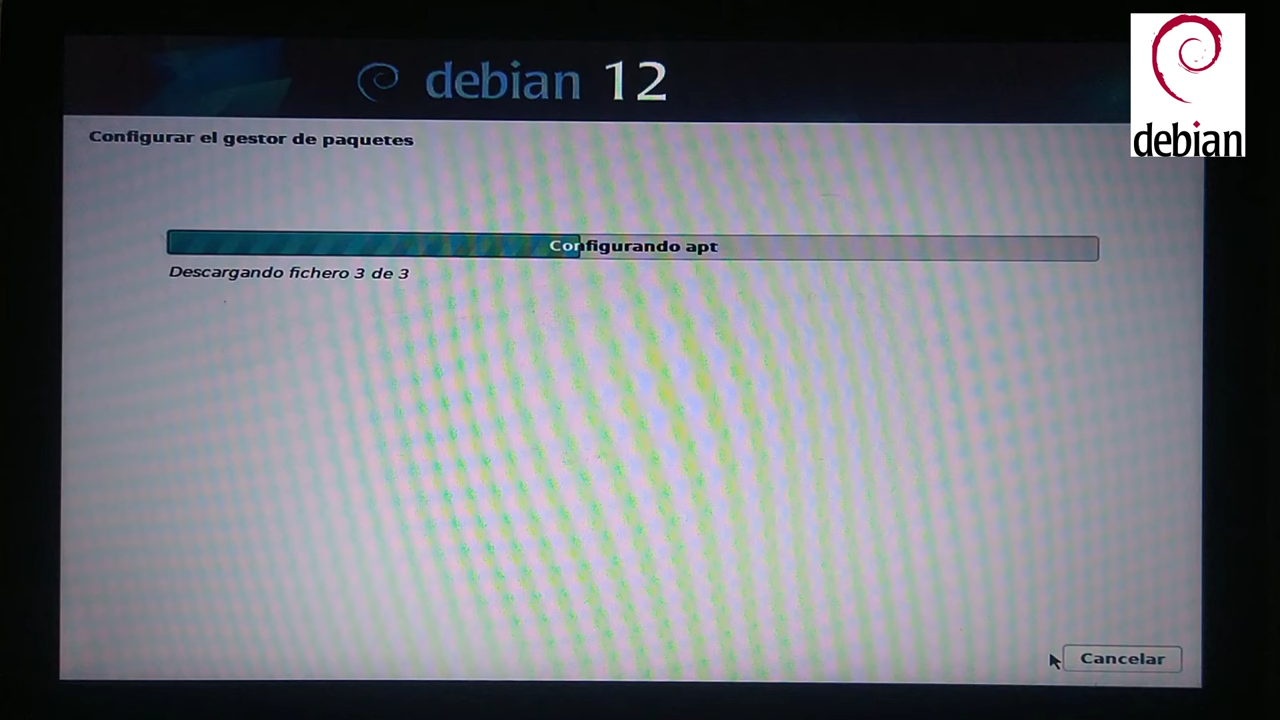 debian 12
debian
Configurar el gestor de paquetes
Configurando apt
Descargando fichero 3 de 3
Cancelar